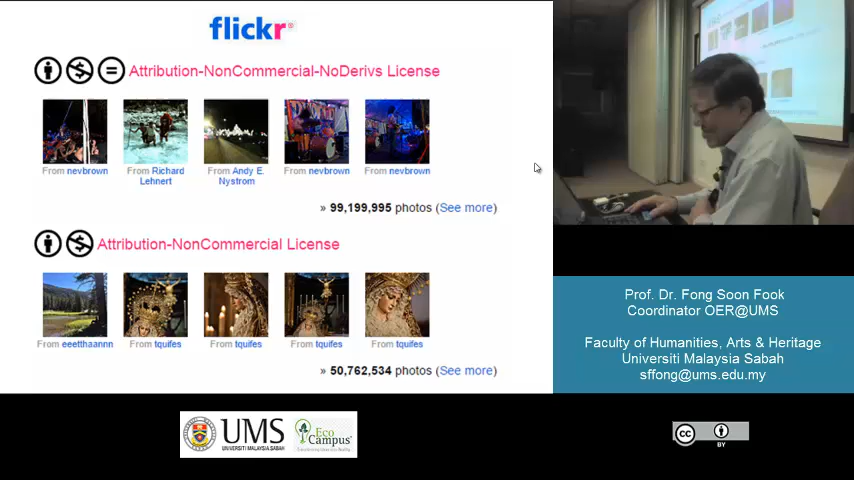 flickr
Attribution-NonCommercial-NoDerivs License
From nevbrown
From Richard
Lehnert
From Andy E.
Nystrom
From nevbrown
From nevbrown
» 99,199,995 photos (See more)
Attribution-NonCommercial License
From eeetthaannn
From tquifes
From tquifes
From tquifes
From tquifes
» 50,762,534 photos (See more)
Prof. Dr. Fong Soon Fook
Coordinator OER@UMS
Faculty of Humanities, Arts & Heritage
Universiti Malaysia Sabah
sffong@ums.edu.my
UMS
UNIVERSITI MALAYSIA SABAH
Eco
Campus
cc
BY